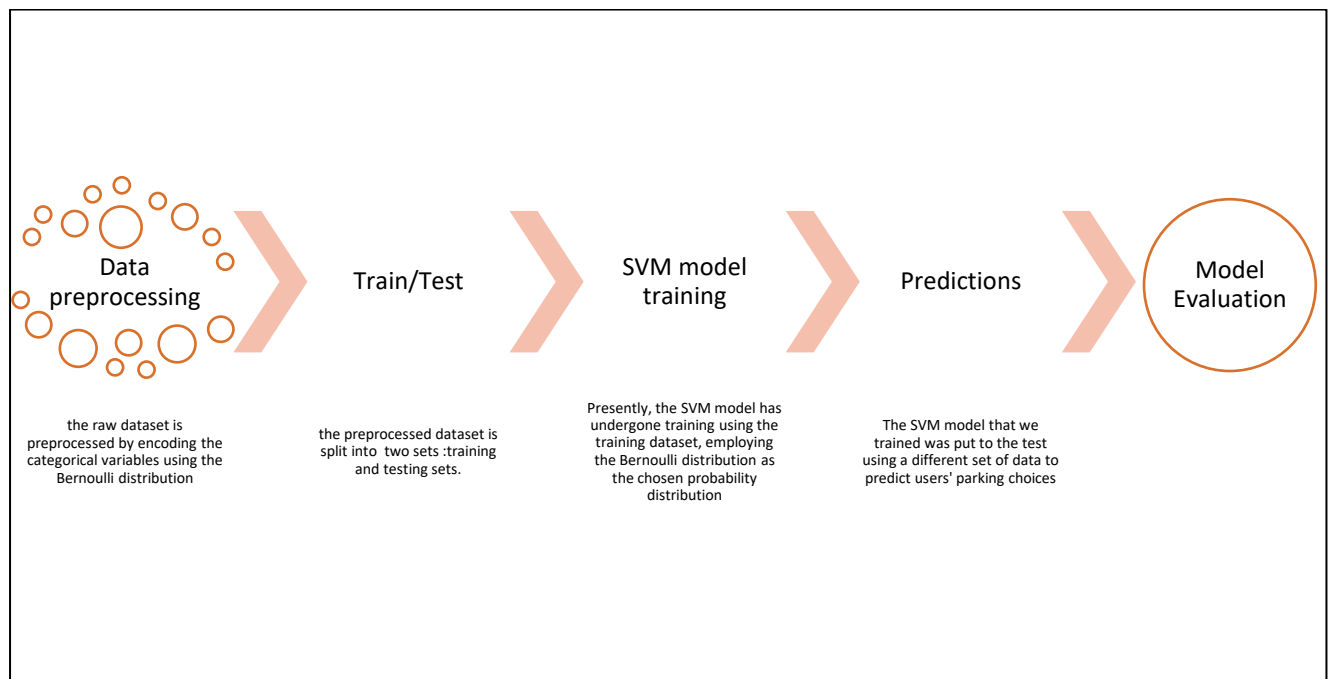 Data
preprocessing
Train/Test
SVM model
training
Predictions
Model
Evaluation
the raw dataset is
preprocessed by encoding the
categorical variables using the
Bernoulli distribution
the preprocessed dataset is
split into two sets :training
and testing sets.
Presently, the SVM model has
undergone training using the
training dataset, employing
the Bernoulli distribution as
the chosen probability
distribution
The SVM model that we
trained was put to the test
using a different set of data to
predict users' parking choices